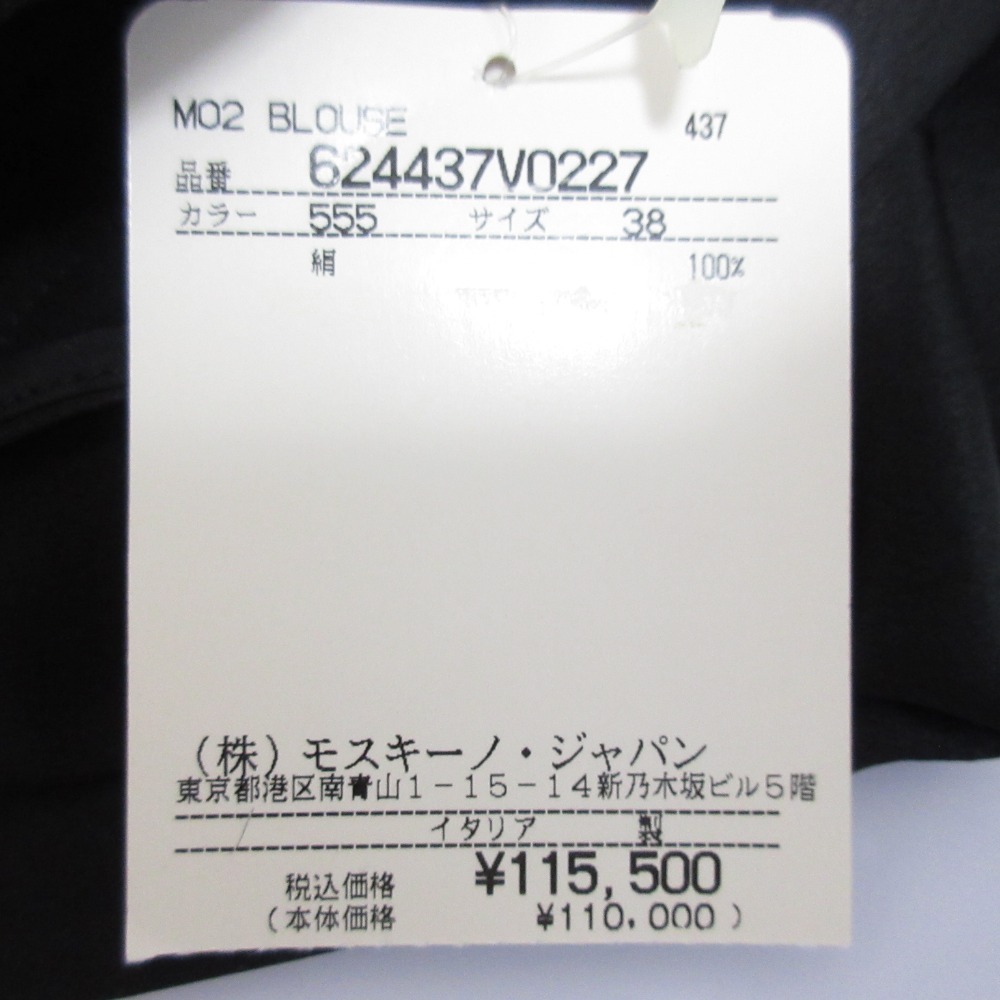 MO2 BLOUSE 437
品番 624437V0227
カラー 555 サイズ 38
絹 100%
(株)モスキーノ・ジャパン
東京都港区南青山1-15-14新乃木坂ビル5階
イタリア 製
税込価格 ¥115,500
(本体価格 ¥110.000)